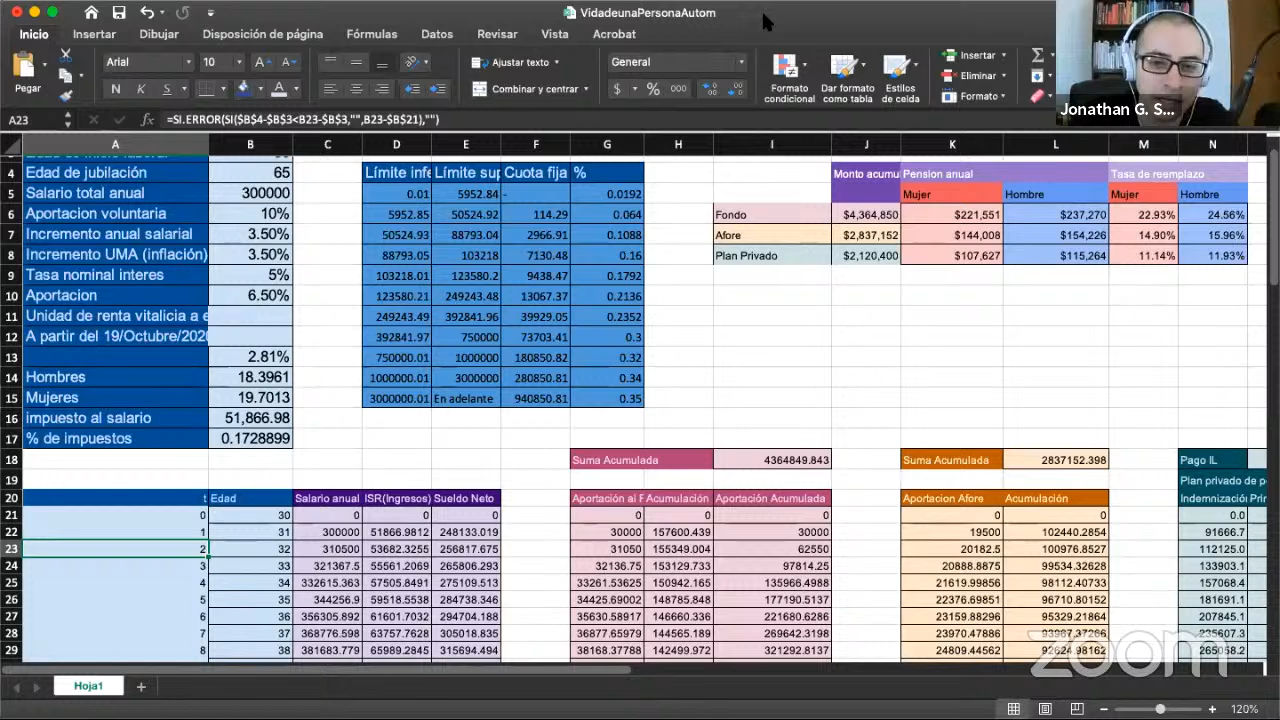 VidadeunaPersonaAutom
Inicio Insertar Dibujar Disposición de página Fórmulas Datos Revisar Vista Acrobat
Pegar Arial 10 A A Ajustar texto General Insertar
N K S A Combinar y centrar $ % 000 Formato condicional Dar formato como tabla Estilos de celda Eliminar
Formato
Jonathan G. S...
A23 fx =SI.ERROR(SI($B$4-$B$3<B23-$B$3,"",B23-$B$21),"")
A B C D E F G H I J K L M N
4 Edad de jubilación 65 Límite infe Límite sup Cuota fija % Monto acumu Pension anual Tasa de reemplazo
5 Salario total anual 300000 0.01 5952.84 - 0.0192 Mujer Hombre Mujer Hombre
6 Aportacion voluntaria 10% 5952.85 50524.92 114.29 0.064 Fondo $4,364,850 $221,551 $237,270 22.93% 24.56%
7 Incremento anual salarial 3.50% 50524.93 88793.04 2966.91 0.1088 Afore $2,837,152 $144,008 $154,226 14.90% 15.96%
8 Incremento UMA (inflación) 3.50% 88793.05 103218 7130.48 0.16 Plan Privado $2,120,400 $107,627 $115,264 11.14% 11.93%
9 Tasa nominal interes 5% 103218.01 123580.2 9438.47 0.1792
10 Aportacion 6.50% 123580.21 249243.48 13067.37 0.2136
11 Unidad de renta vitalicia a e 249243.49 392841.96 39929.05 0.2352
12 A partir del 19/Octubre/2020 392841.97 750000 73703.41 0.3
13 2.81% 750000.01 1000000 180850.82 0.32
14 Hombres 18.3961 1000000.01 3000000 280850.81 0.34
15 Mujeres 19.7013 3000000.01 En adelante 940850.81 0.35
16 impuesto al salario 51,866.98
17 % de impuestos 0.1728899
18 Suma Acumulada 4364849.843 Suma Acumulada 2837152.398 Pago IL
19 Plan privado de p
20 t Edad Salario anual ISR(Ingresos) Sueldo Neto Aportación al F Acumulación Aportación Acumulada Aportacion Afore Acumulación Indemnizació Prim
21 0 30 0 0 0 0 0 0 0 0 0.0
22 1 31 300000 51866.9812 248133.019 30000 157600.439 30000 19500 102440.2854 91666.7
23 2 32 310500 53682.3255 256817.675 31050 155349.004 62550 20182.5 100976.8527 112125.0
24 3 33 321367.5 55561.2069 265806.293 32136.75 153129.733 97814.25 20888.8875 99534.32628 133903.1
25 4 34 332615.363 57505.8491 275109.513 33261.53625 150942.165 135966.4988 21619.99856 98112.40733 157068.4
26 5 35 344256.9 59518.5538 284738.346 34425.69002 148785.848 177190.5137 22376.69851 96710.80152 181691.1
27 6 36 356305.892 61601.7032 294704.188 35630.58917 146660.336 221680.6286 23159.88296 95329.21864 207845.1
28 7 37 368776.598 63757.7628 305018.835 36877.65979 144565.189 269642.3198 23970.47886 93967.37266 235607.3
29 8 38 381683.779 65989.2845 315694.494 38168.37788 142499.972 321292.8137 24809.44562 92624.98162 265058.2
zoom
Hoja1 +
120%